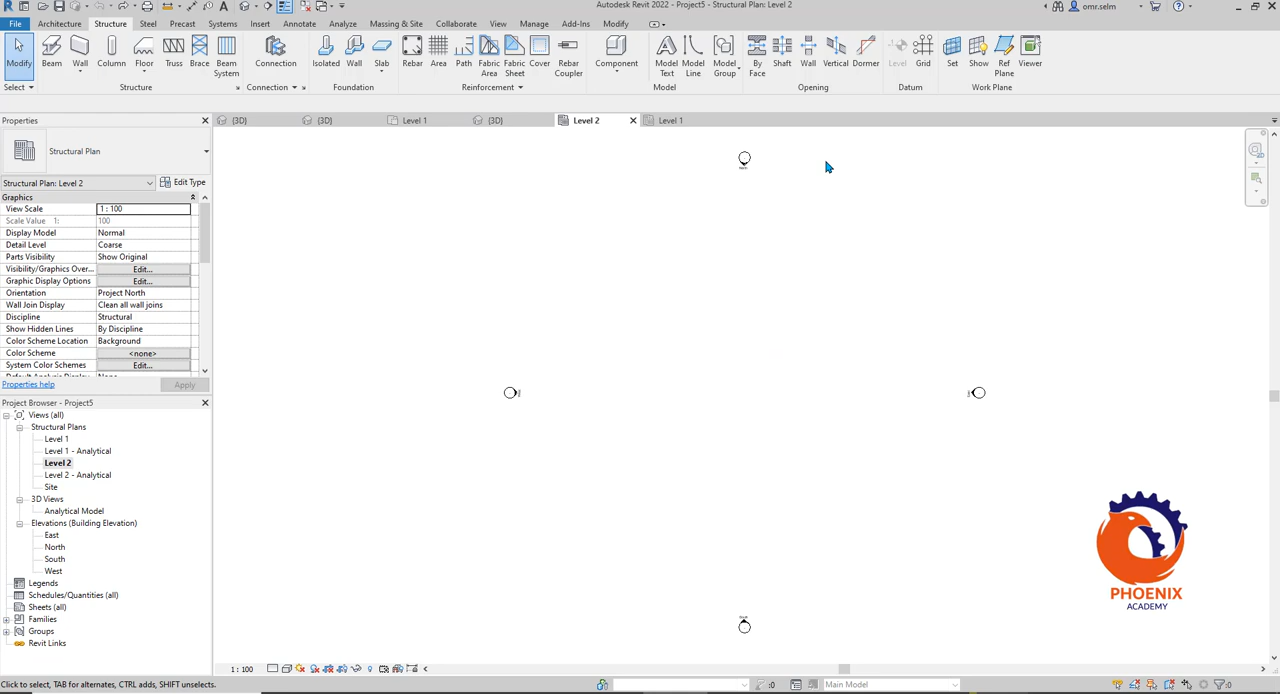 Autodesk Revit 2022 - Project5 - Structural Plan: Level 2
omr.selm
File Architecture Structure Steel Precast Systems Insert Annotate Analyze Massing & Site Collaborate View Manage Add-Ins Modify
Modify Beam Wall Column Floor Truss Brace Beam System Connection Isolated Wall Slab Rebar Area Path Fabric Area Fabric Sheet Cover Rebar Coupler Component Model Text Model Line Model Group By Face Shaft Wall Vertical Dormer Level Grid Set Show Ref Plane Viewer
Select Structure Connection Foundation Reinforcement Model Opening Datum Work Plane
Properties
{3D} {3D} Level 1 {3D} Level 2 Level 1
Structural Plan
Structural Plan: Level 2 Edit Type
Graphics
View Scale 1 : 100
Scale Value 1: 100
Display Model Normal
Detail Level Coarse
Parts Visibility Show Original
Visibility/Graphics Over... Edit...
Graphic Display Options Edit...
Orientation Project North
Wall Join Display Clean all wall joins
Discipline Structural
Show Hidden Lines By Discipline
Color Scheme Location Background
Color Scheme <none>
System Color Schemes Edit...
Default Analysis Display... None
Properties help Apply
Project Browser - Project5
Views (all)
Structural Plans
Level 1
Level 1 - Analytical
Level 2
Level 2 - Analytical
Site
3D Views
Analytical Model
Elevations (Building Elevation)
East
North
South
West
Legends
Schedules/Quantities (all)
Sheets (all)
Families
Groups
Revit Links
PHOENIX
ACADEMY
1 : 100
Click to select, TAB for alternates, CTRL adds, SHIFT unselects.
:0 Main Model :0